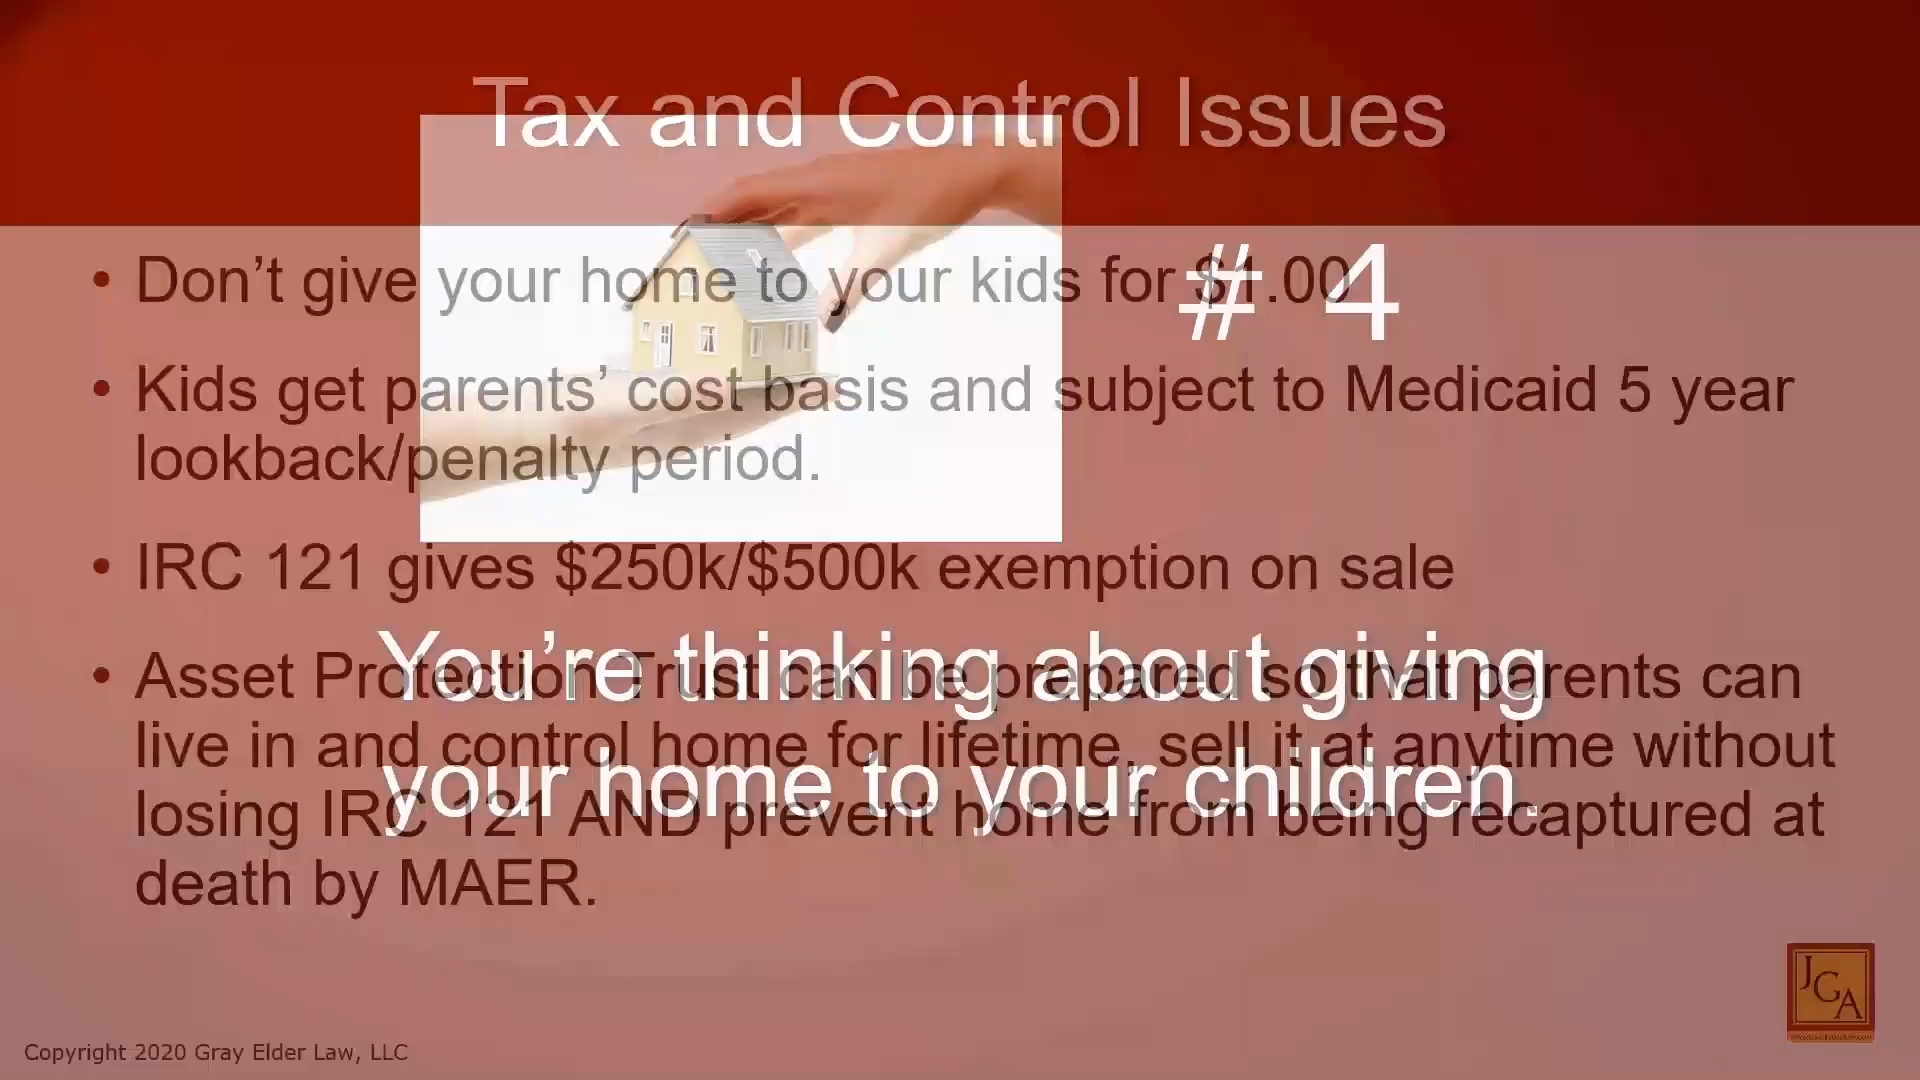 Tax and Control Issues
# 4
• Don’t give your home to your kids for $1.00
• Kids get parents’ cost basis and subject to Medicaid 5 year
lookback/penalty period.
• IRC 121 gives $250k/$500k exemption on sale
You’re thinking about giving
your home to your children.
• Asset Protection Trust can be prepared so that parents can
live in and control home for lifetime, sell it at anytime without
losing IRC 121 AND prevent home from being recaptured at
death by MAER.
JGA
Copyright 2020 Gray Elder Law, LLC